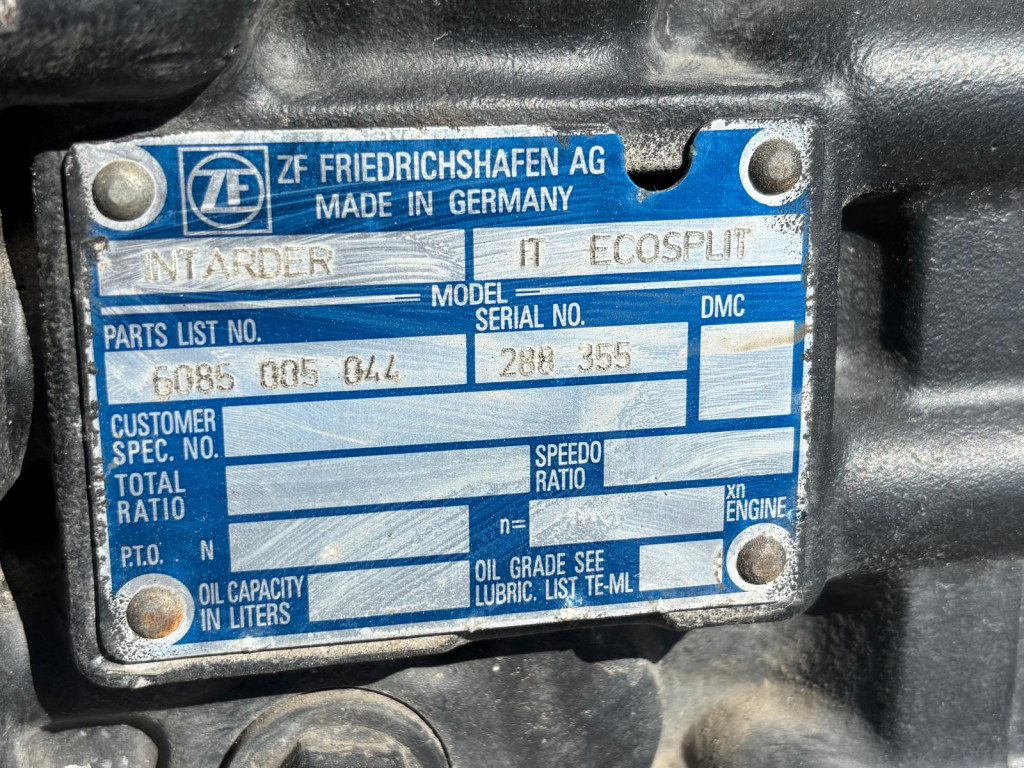 ZF
ZF FRIEDRICHSHAFEN AG
MADE IN GERMANY
INTARDER
IT ECOSPLIT
MODEL
PARTS LIST NO.
SERIAL NO.
DMC
6085 005 044
288 355
CUSTOMER
SPEC. NO.
TOTAL
RATIO
SPEEDO
RATIO
P.T.O. N
n=
xn
ENGINE
OIL CAPACITY
IN LITERS
OIL GRADE SEE
LUBRIC. LIST TE-ML